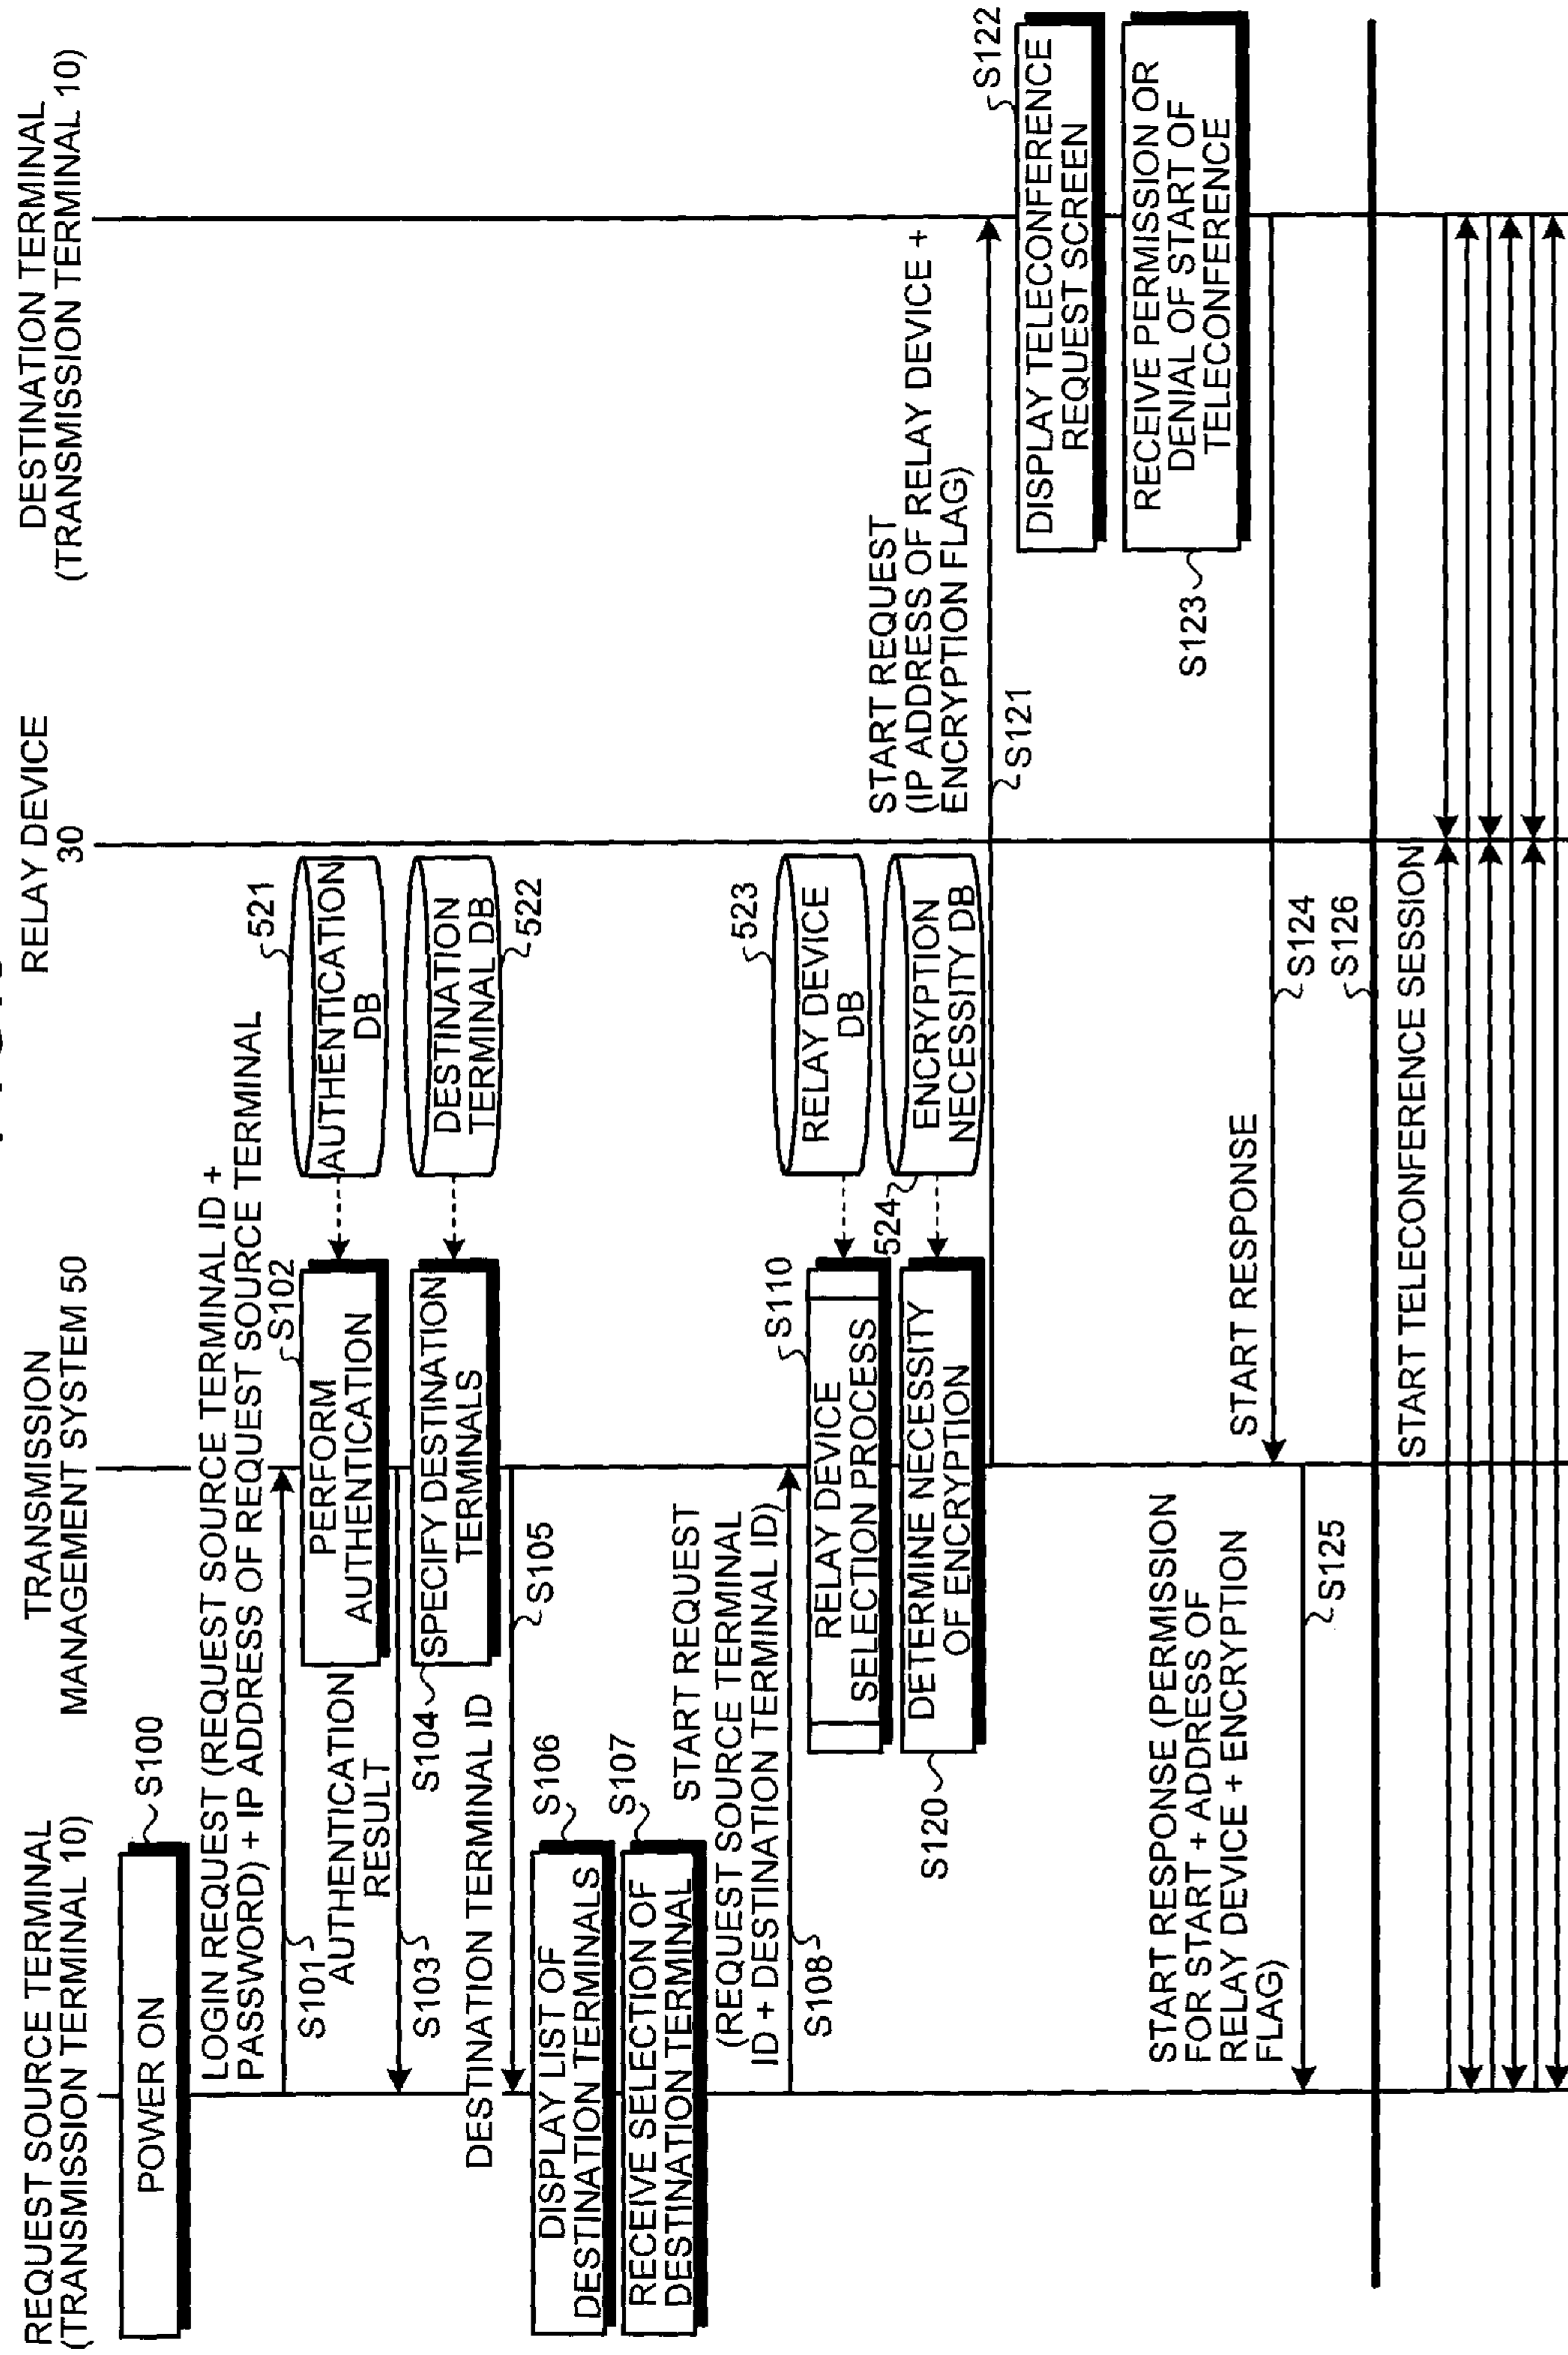 REQUEST SOURCE TERMINAL
(TRANSMISSION TERMINAL 10)
TRANSMISSION
MANAGEMENT SYSTEM 50
RELAY DEVICE
30
DESTINATION TERMINAL
(TRANSMISSION TERMINAL 10)
POWER ON
S100
LOGIN REQUEST (REQUEST SOURCE TERMINAL ID +
PASSWORD) + IP ADDRESS OF REQUEST SOURCE TERMINAL
S101
S102
PERFORM
AUTHENTICATION
521
AUTHENTICATION
DB
AUTHENTICATION
RESULT
S103
S104
SPECIFY DESTINATION
TERMINALS
DESTINATION
TERMINAL DB
522
DESTINATION TERMINAL ID
S105
S106
DISPLAY LIST OF
DESTINATION TERMINALS
S107
RECEIVE SELECTION OF
DESTINATION TERMINAL
START REQUEST
(REQUEST SOURCE TERMINAL
ID + DESTINATION TERMINAL ID)
S108
S110
RELAY DEVICE
SELECTION PROCESS
523
RELAY DEVICE
DB
S120
DETERMINE NECESSITY
OF ENCRYPTION
524
ENCRYPTION
NECESSITY DB
START REQUEST
(IP ADDRESS OF RELAY DEVICE +
ENCRYPTION FLAG)
S121
S122
DISPLAY TELECONFERENCE
REQUEST SCREEN
RECEIVE PERMISSION OR
DENIAL OF START OF
TELECONFERENCE
S123
START RESPONSE
S124
START RESPONSE (PERMISSION
FOR START + ADDRESS OF
RELAY DEVICE + ENCRYPTION
FLAG)
S125
S126
START TELECONFERENCE SESSION